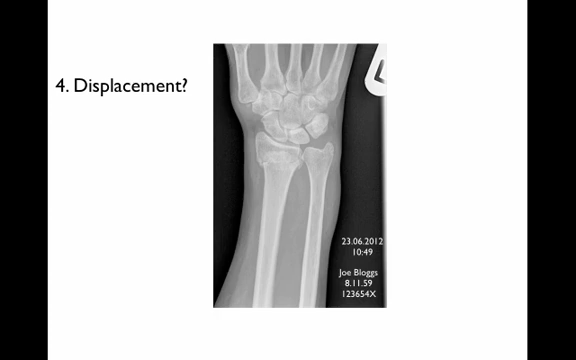 4. Displacement?
L
23.06.2012
10:49
Joe Bloggs
8.11.59
123654X